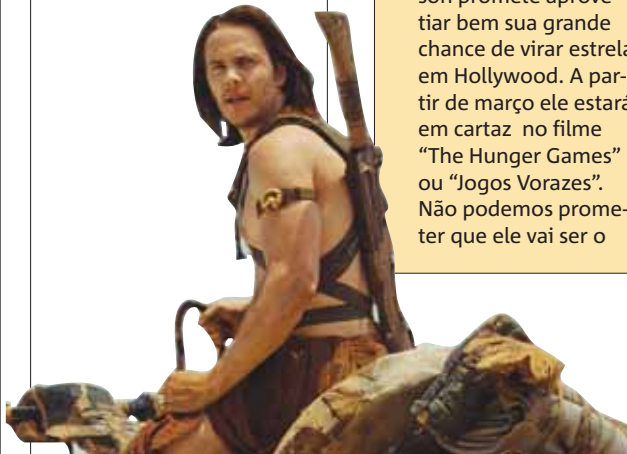 son promete aprove-
tiar bem sua grande
chance de virar estrela
em Hollywood. A par-
tir de março ele estará
em cartaz no filme
“The Hunger Games”
ou “Jogos Vorazes”.
Não podemos prome-
ter que ele vai ser o